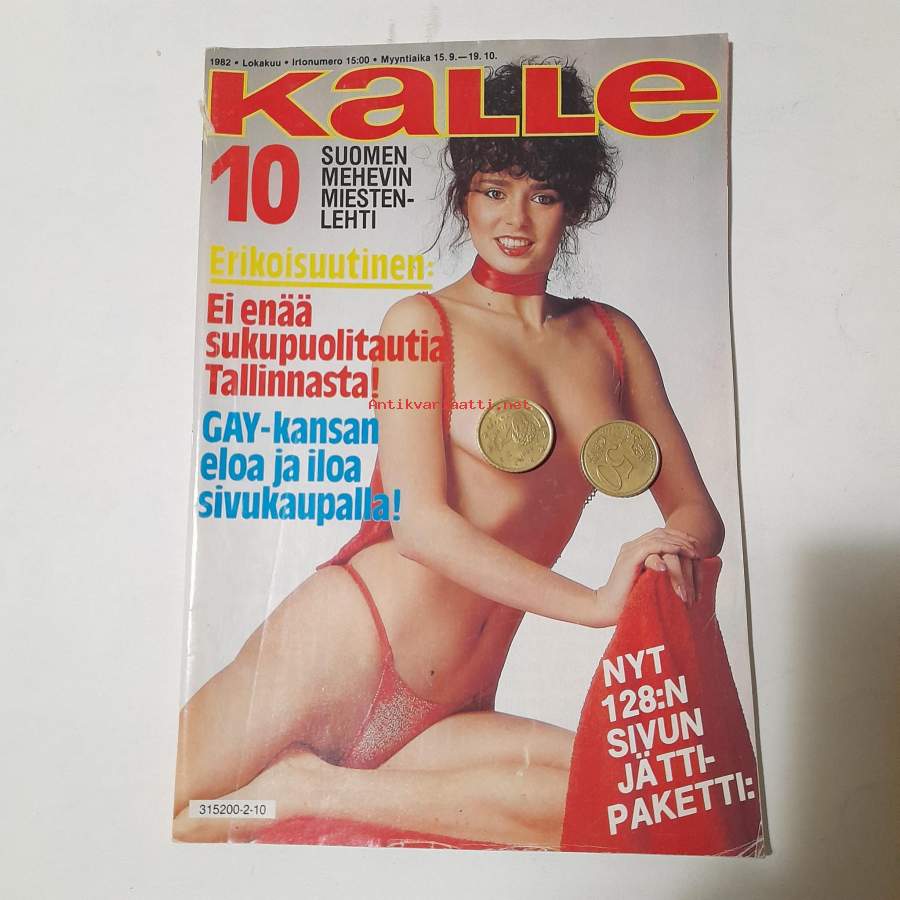 1982 • Lokakuu • Irtonumero 15:00 • Myyntiaika 15.9.—19.10.
KaLLe
10
SUOMEN
MEHEVIN
MIESTEN-
LEHTI
Erikoisuutinen:
Ei enää
sukupuolitautia
Tallinnasta!
Antikvariaatti.net
GAY-kansan
eloa ja iloa
sivukaupalla!
NYT
128:N
SIVUN
JÄTTI-
PAKETTI:
315200-2-10